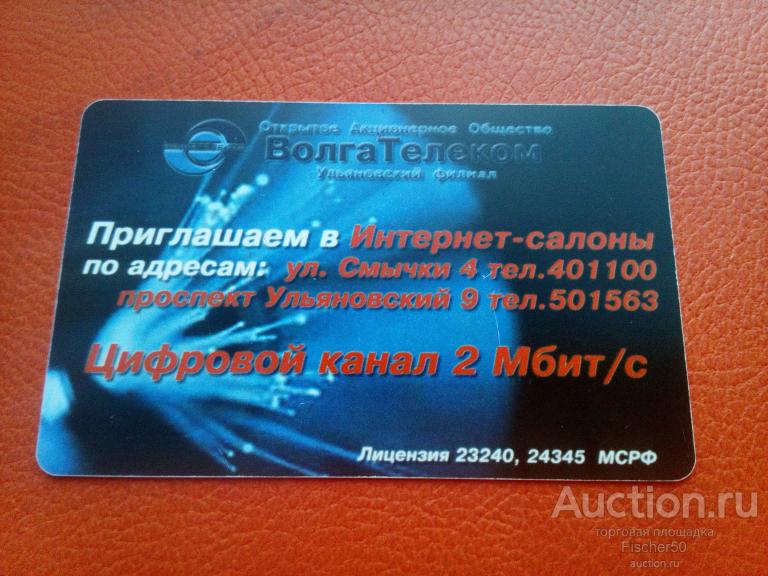 Открытое Акционерное Общество
ВолгаТелеком
Ульяновский филиал
Приглашаем в Интернет-салоны
по адресам: ул. Смычки 4 тел.401100
проспект Ульяновский 9 тел.501563
Цифровой канал 2 Мбит/с
Лицензия 23240, 24345 МСРФ
Auction.ru
торговая площадка
Fischer50
auction.ru